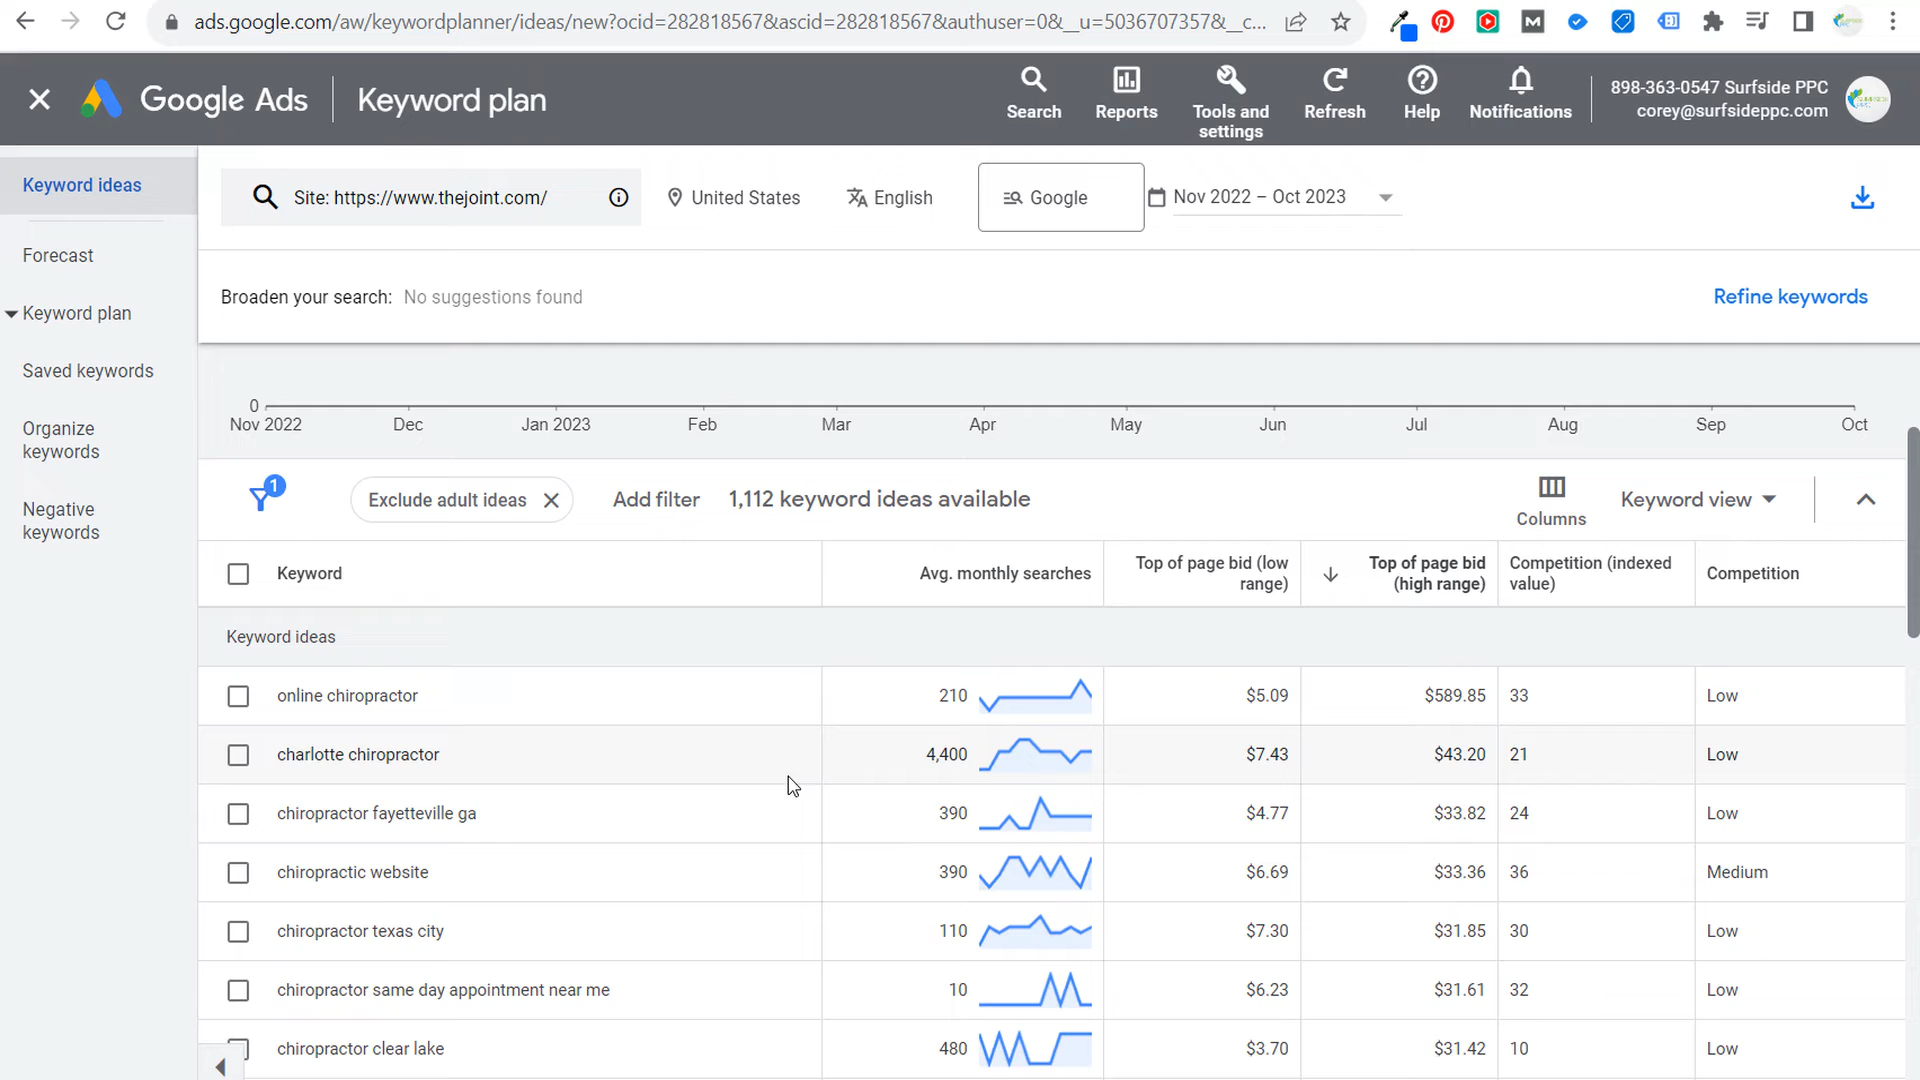 ads.google.com/aw/keywordplanner/ideas/new?ocid=282818567&ascid=282818567&authuser=0&__u=5036707357&__c...
Google Ads
Keyword plan
Search
Reports
Tools and
settings
Refresh
Help
Notifications
898-363-0547 Surfside PPC
corey@surfsideppc.com
Keyword ideas
Forecast
Keyword plan
Saved keywords
Organize
keywords
Negative
keywords
Site: https://www.thejoint.com/
United States
English
Google
Nov 2022 – Oct 2023
Broaden your search: No suggestions found
Refine keywords
0
Nov 2022 Dec Jan 2023 Feb Mar Apr May Jun Jul Aug Sep Oct
1
Exclude adult ideas
Add filter
1,112 keyword ideas available
Columns
Keyword view
Keyword
Avg. monthly searches
Top of page bid (low
range)
Top of page bid
(high range)
Competition (indexed
value)
Competition
Keyword ideas
online chiropractor 210 $5.09 $589.85 33 Low
charlotte chiropractor 4,400 $7.43 $43.20 21 Low
chiropractor fayetteville ga 390 $4.77 $33.82 24 Low
chiropractic website 390 $6.69 $33.36 36 Medium
chiropractor texas city 110 $7.30 $31.85 30 Low
chiropractor same day appointment near me 10 $6.23 $31.61 32 Low
chiropractor clear lake 480 $3.70 $31.42 10 Low